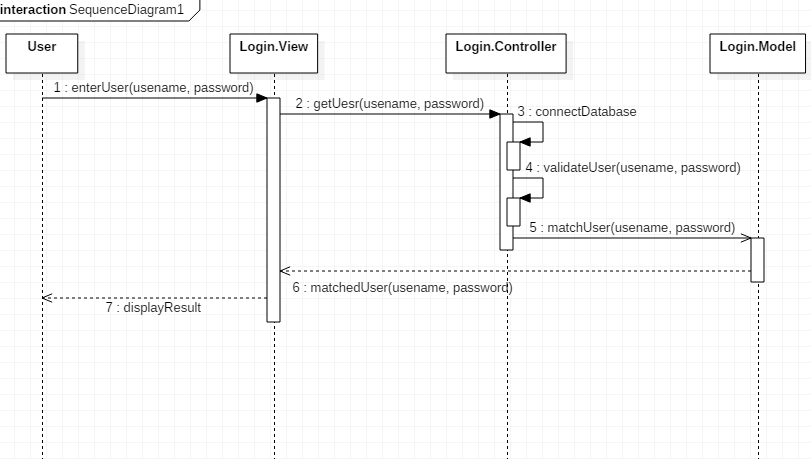 interaction SequenceDiagram1
User
Login.View
Login.Controller
Login.Model
1 : enterUser(usename, password)
2 : getUesr(usename, password)
3 : connectDatabase
4 : validateUser(usename, password)
5 : matchUser(usename, password)
6 : matchedUser(usename, password)
7 : displayResult